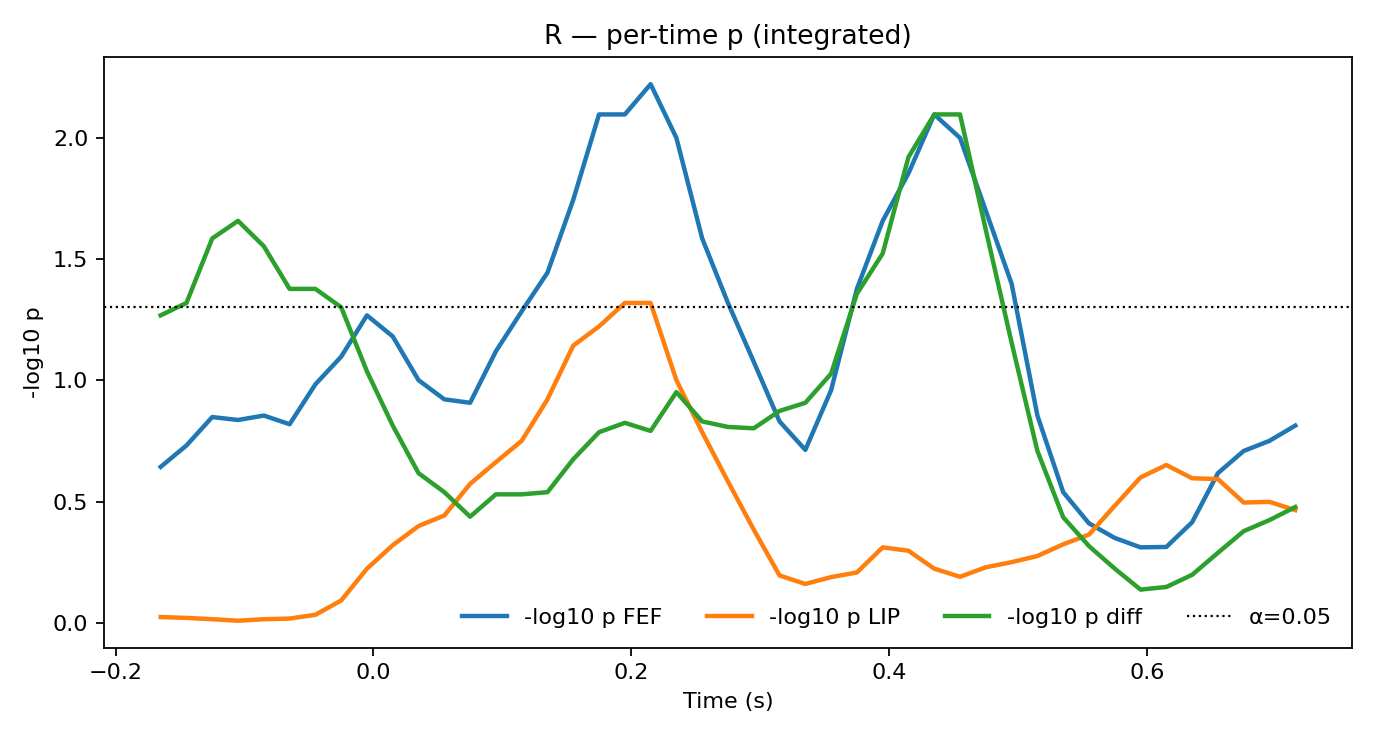 R — per-time p (integrated)
-log10 p
2.0
1.5
1.0
0.5
0.0
-log10 p FEF -log10 p LIP -log10 p diff α=0.05
−0.2 0.0 0.2 0.4 0.6
Time (s)